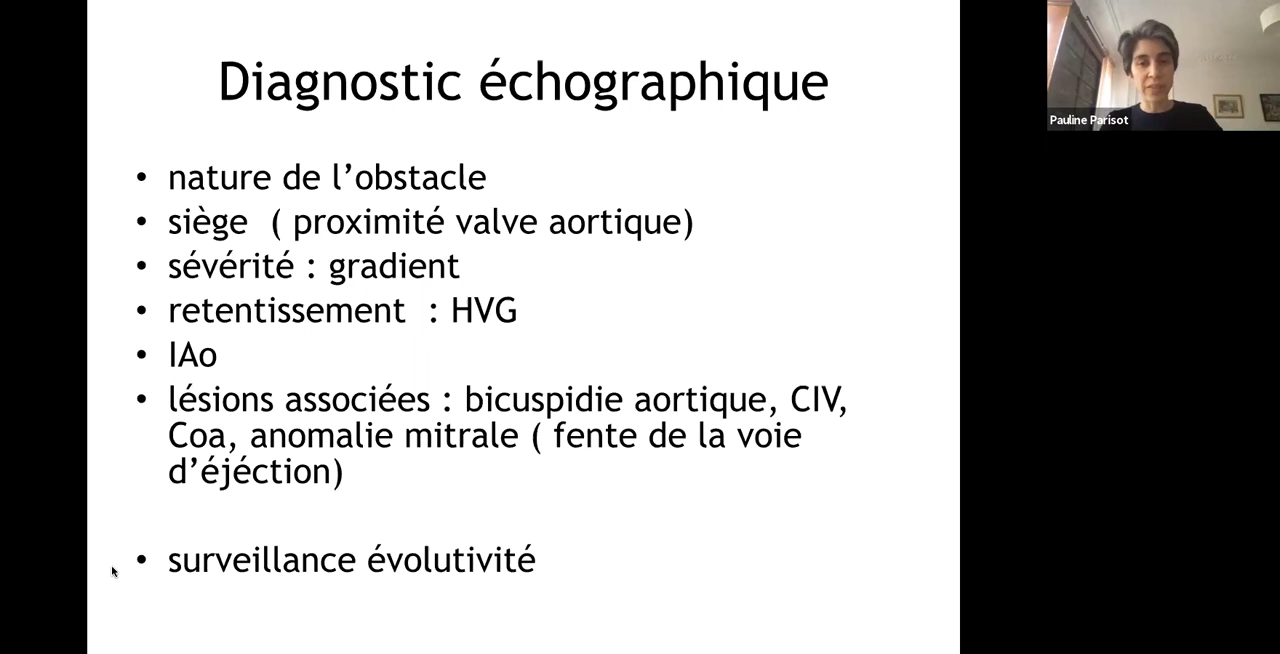 Diagnostic échographique
• nature de l’obstacle
• siège ( proximité valve aortique)
• sévérité : gradient
• retentissement : HVG
• IAo
• lésions associées : bicuspidie aortique, CIV,
Coa, anomalie mitrale ( fente de la voie
d’éjéction)
• surveillance évolutivité
Pauline Parisot